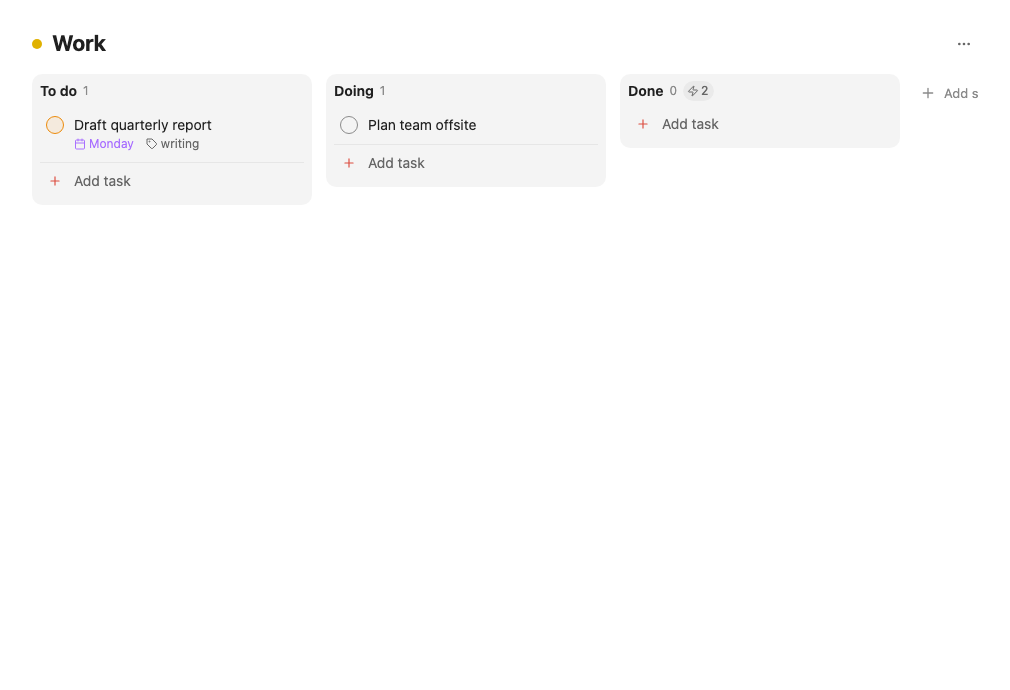 Work
To do 1
Draft quarterly report
Monday writing
Add task
Doing 1
Plan team offsite
Add task
Done 0 2
Add task
Add s